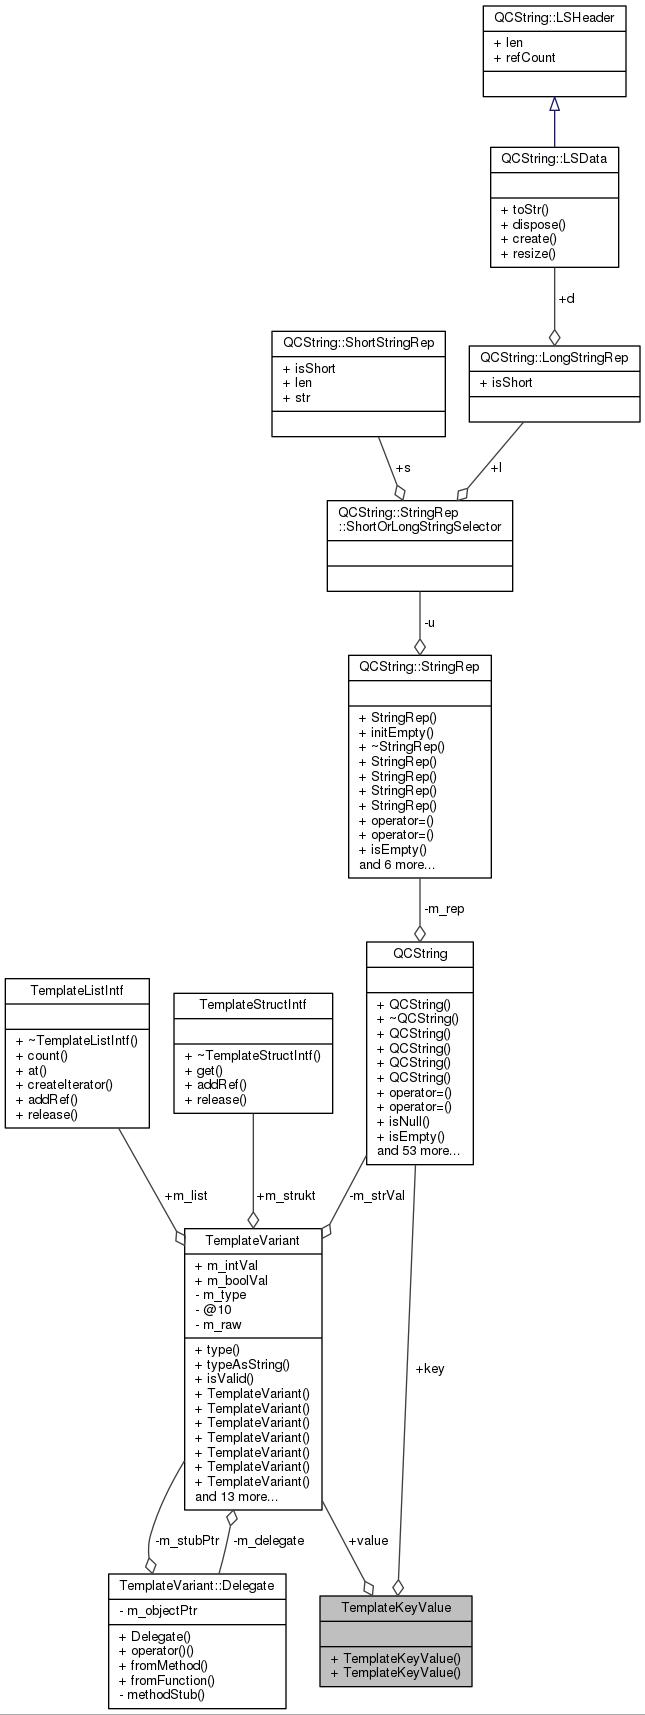 QCString::LSHeader
+ len
+ refCount
QCString::LSData
+ toStr()
+ dispose()
+ create()
+ resize()
+d
QCString::ShortStringRep
+ isShort
+ len
+ str
QCString::LongStringRep
+ isShort
+s
+l
QCString::StringRep
::ShortOrLongStringSelector
-u
QCString::StringRep
+ StringRep()
+ initEmpty()
+ ~StringRep()
+ StringRep()
+ StringRep()
+ StringRep()
+ StringRep()
+ operator=()
+ operator=()
+ isEmpty()
and 6 more...
-m_rep
QCString
+ QCString()
+ ~QCString()
+ QCString()
+ QCString()
+ QCString()
+ QCString()
+ operator=()
+ operator=()
+ isNull()
+ isEmpty()
and 53 more...
TemplateListIntf
+ ~TemplateListIntf()
+ count()
+ at()
+ createIterator()
+ addRef()
+ release()
TemplateStructIntf
+ ~TemplateStructIntf()
+ get()
+ addRef()
+ release()
+m_list
+m_strukt
-m_strVal
TemplateVariant
+ m_intVal
+ m_boolVal
- m_type
- @10
- m_raw
+ type()
+ typeAsString()
+ isValid()
+ TemplateVariant()
+ TemplateVariant()
+ TemplateVariant()
+ TemplateVariant()
+ TemplateVariant()
+ TemplateVariant()
+ TemplateVariant()
and 13 more...
+key
-m_stubPtr
-m_delegate
+value
TemplateVariant::Delegate
- m_objectPtr
+ Delegate()
+ operator()()
+ fromMethod()
+ fromFunction()
- methodStub()
TemplateKeyValue
+ TemplateKeyValue()
+ TemplateKeyValue()